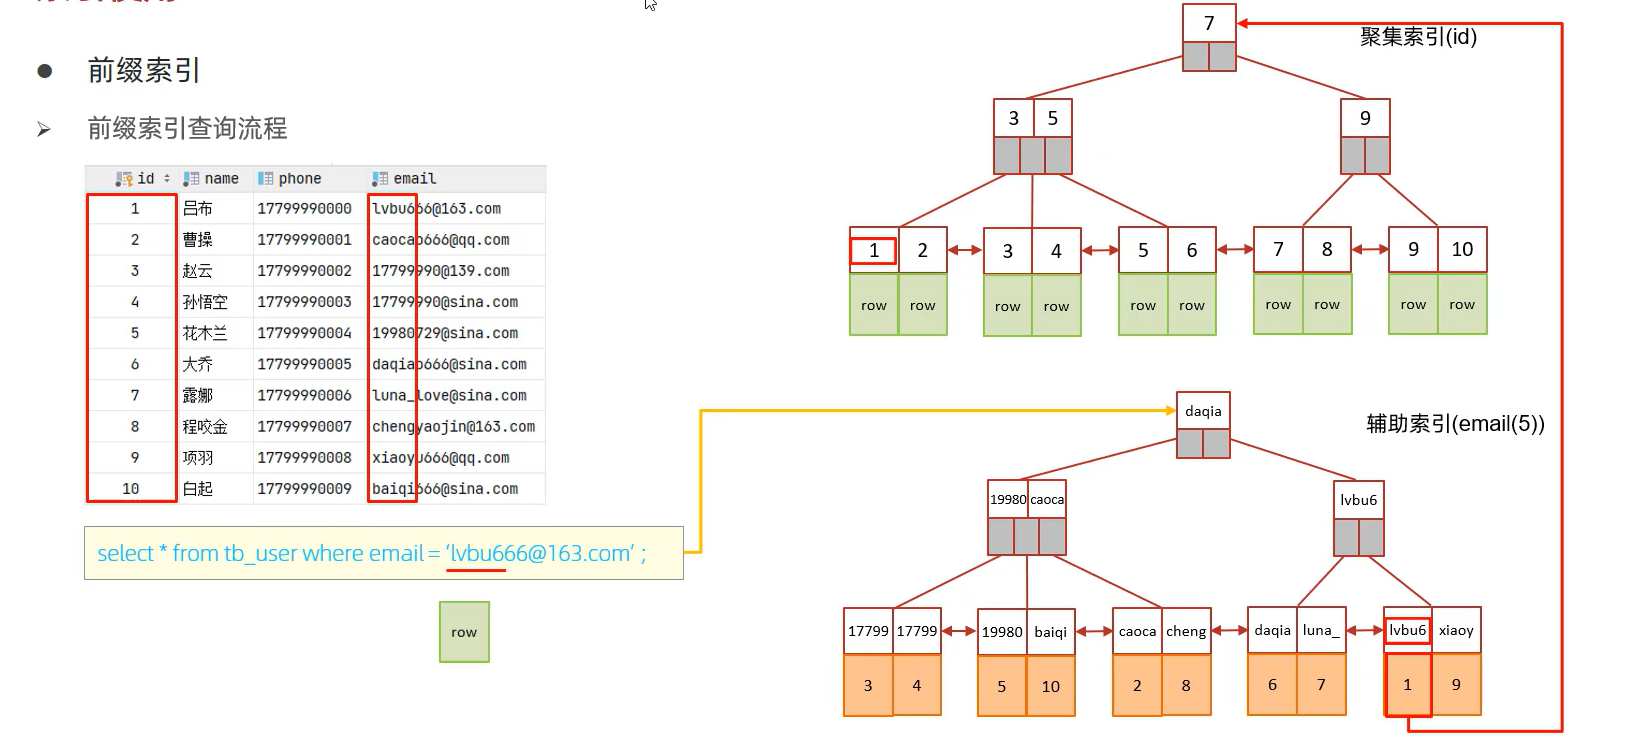 前缀索引
前缀索引查询流程
id name phone email
1 吕布 17799990000 lvbu666@163.com
2 曹操 17799990001 caocao666@qq.com
3 赵云 17799990002 17799990@139.com
4 孙悟空 17799990003 17799990@sina.com
5 花木兰 17799990004 19980729@sina.com
6 大乔 17799990005 daqiao666@sina.com
7 露娜 17799990006 luna_love@sina.com
8 程咬金 17799990007 chengyaojin@163.com
9 项羽 17799990008 xiaoyu666@qq.com
10 白起 17799990009 baiqi666@sina.com
select * from tb_user where email = ‘lvbu666@163.com’ ;
row
7
聚集索引(id)
3 5 9
1 2 3 4 5 6 7 8 9 10
row row row row row row row row row row
daqia
辅助索引(email(5))
19980 caoca lvbu6
17799 17799 19980 baiqi caoca cheng daqia luna_ lvbu6 xiaoy
3 4 5 10 2 8 6 7 1 9